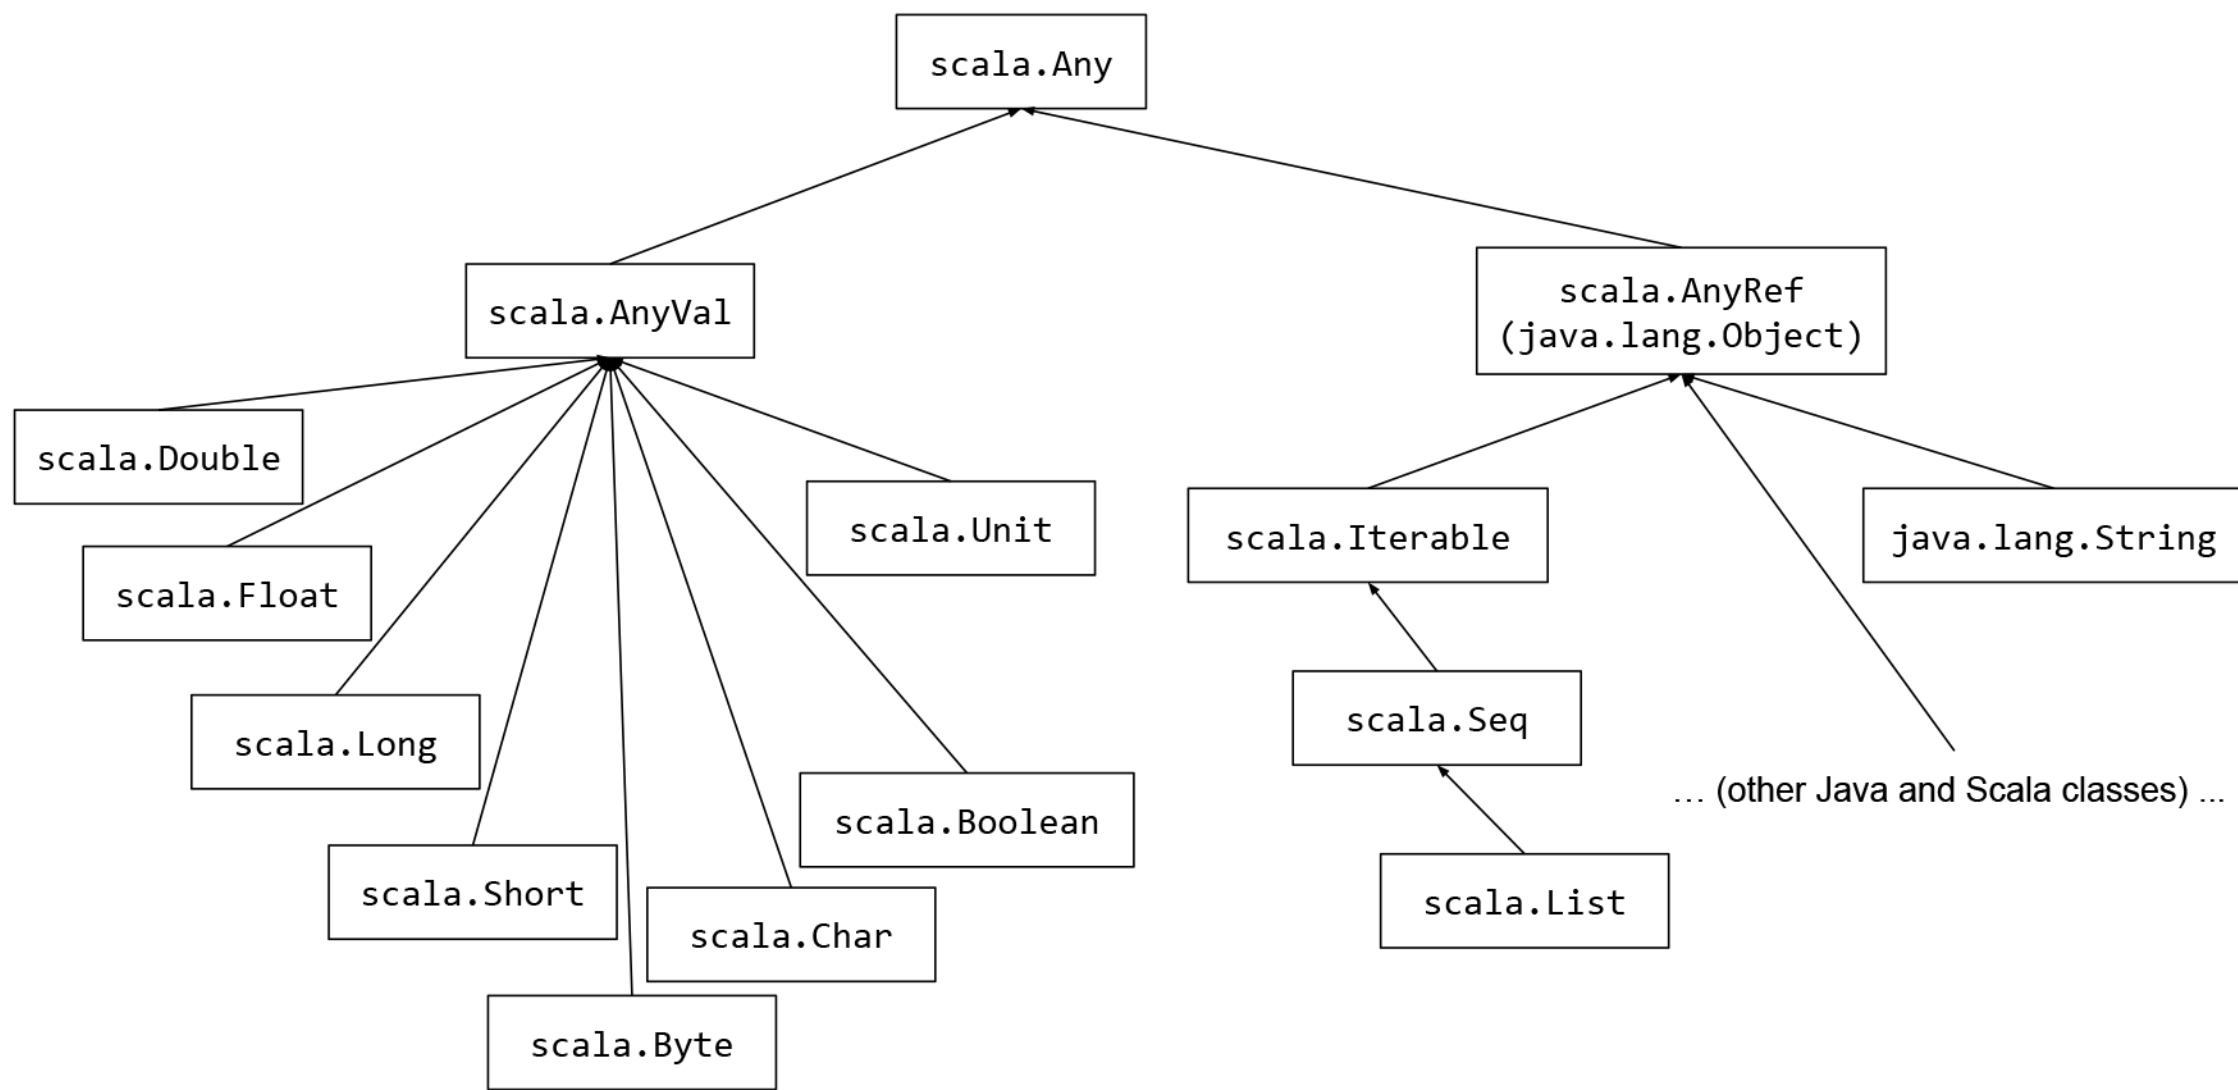 scala.Any
scala.AnyVal
scala.AnyRef
(java.lang.Object)
scala.Double
scala.Unit
scala.Iterable
java.lang.String
scala.Float
scala.Seq
scala.Long
... (other Java and Scala classes) ...
scala.Boolean
scala.Short
scala.List
scala.Char
scala.Byte